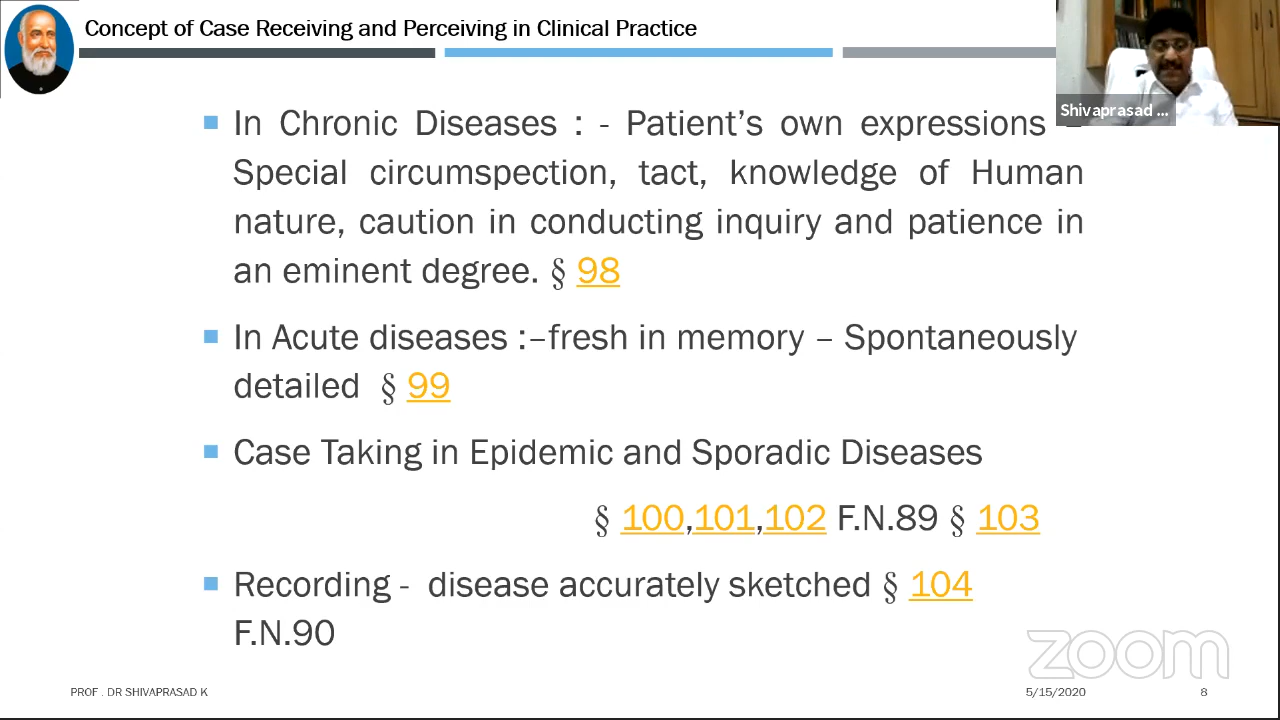 Concept of Case Receiving and Perceiving in Clinical Practice
Shivaprasad ...
In Chronic Diseases : - Patient’s own expressions –
Special circumspection, tact, knowledge of Human
nature, caution in conducting inquiry and patience in
an eminent degree. § 98
In Acute diseases :–fresh in memory – Spontaneously
detailed § 99
Case Taking in Epidemic and Sporadic Diseases
§ 100,101,102 F.N.89 § 103
Recording - disease accurately sketched § 104
F.N.90
zoom
PROF . DR SHIVAPRASAD K 5/15/2020 8